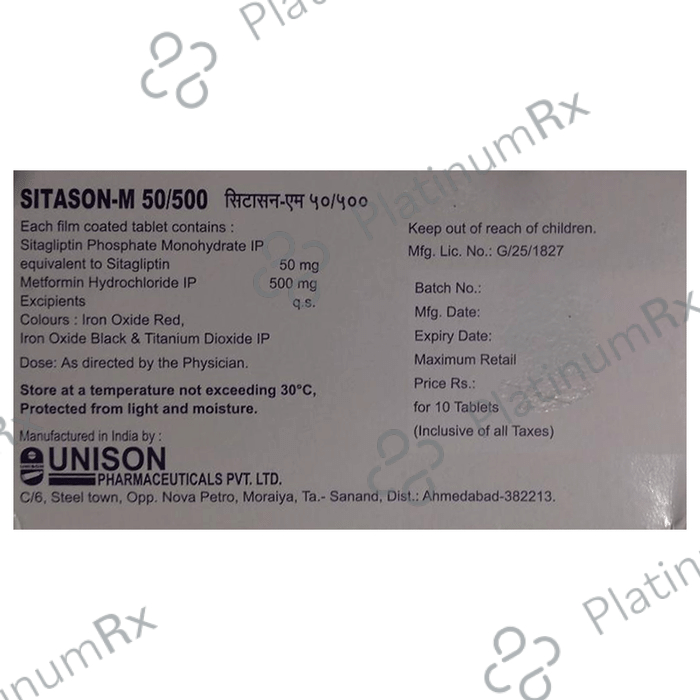 PlatinumRx
PlatinumRx
SITASON-M 50/500 सिटासन-एम ५०/५००
Each film coated tablet contains :
Sitagliptin Phosphate Monohydrate IP
equivalent to Sitagliptin 50 mg
Metformin Hydrochloride IP 500 mg
Excipients q.s.
Colours : Iron Oxide Red,
Iron Oxide Black & Titanium Dioxide IP
Dose: As directed by the Physician.
Store at a temperature not exceeding 30°C,
Protected from light and moisture.
Manufactured in India by :
UNISON
PHARMACEUTICALS PVT. LTD.
C/6, Steel town, Opp. Nova Petro, Moraiya, Ta.- Sanand, Dist.: Ahmedabad-382213.
Keep out of reach of children.
Mfg. Lic. No.: G/25/1827
Batch No.:
Mfg. Date:
Expiry Date:
Maximum Retail
Price Rs.:
for 10 Tablets
(Inclusive of all Taxes)
PlatinumRx
PlatinumRx